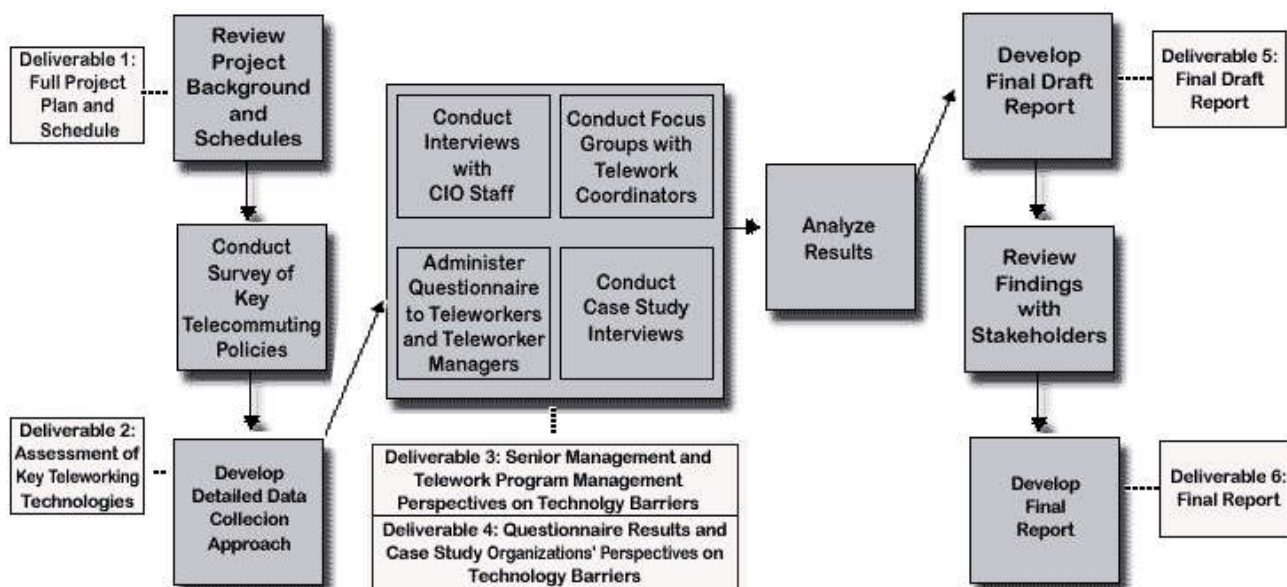 Deliverable 1:
Full Project
Plan and
Schedule
Review
Project
Background
and
Schedules
Conduct
Survey of
Key
Telecommuting
Policies
Deliverable 2:
Assessment of
Key Teleworking
Technologies
Develop
Detailed Data
Collecion
Approach
Conduct
Interviews
with
CIO Staff
Conduct Focus
Groups with
Telework
Coordinators
Administer
Questionnaire
to Teleworkers
and Teleworker
Managers
Conduct
Case Study
Interviews
Deliverable 3: Senior Management and
Telework Program Management
Perspectives on Technolgy Barriers
Deliverable 4: Questionnaire Results and
Case Study Organizations' Perspectives on
Technology Barriers
Analyze
Results
Develop
Final Draft
Report
Deliverable 5:
Final Draft
Report
Review
Findings
with
Stakeholders
Develop
Final
Report
Deliverable 6:
Final Report